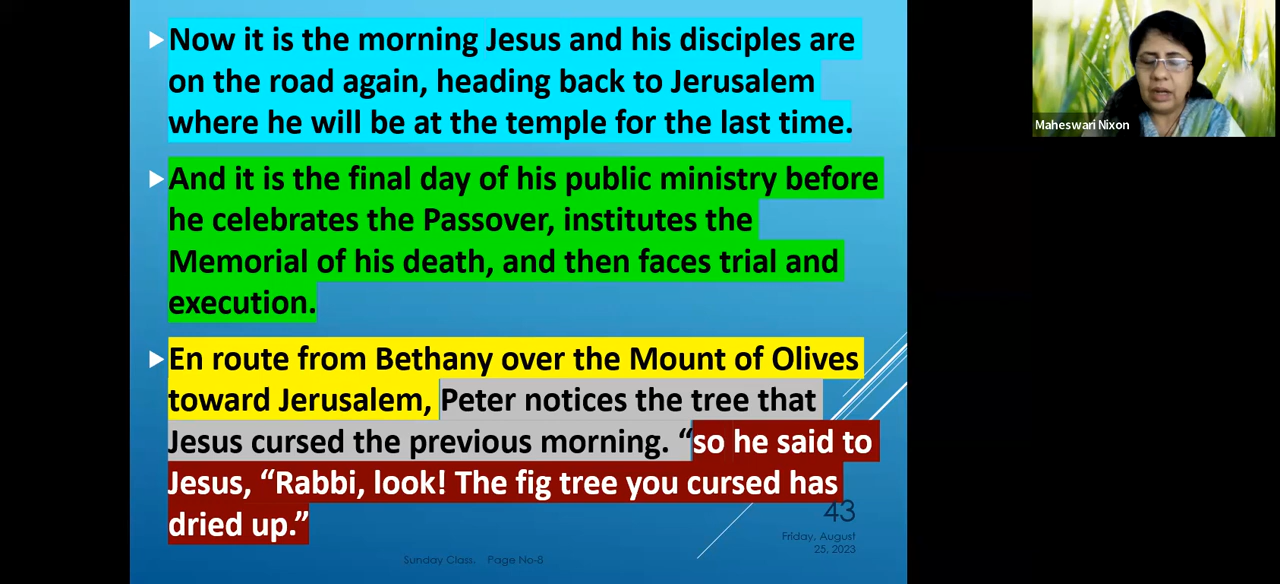 Now it is the morning Jesus and his disciples are
on the road again, heading back to Jerusalem
where he will be at the temple for the last time.
And it is the final day of his public ministry before
he celebrates the Passover, institutes the
Memorial of his death, and then faces trial and
execution.
En route from Bethany over the Mount of Olives
toward Jerusalem, Peter notices the tree that
Jesus cursed the previous morning. “so he said to
Jesus, “Rabbi, look! The fig tree you cursed has
dried up.”
43
Friday, August
25, 2023
Sunday Class. Page No-8
Maheswari Nixon